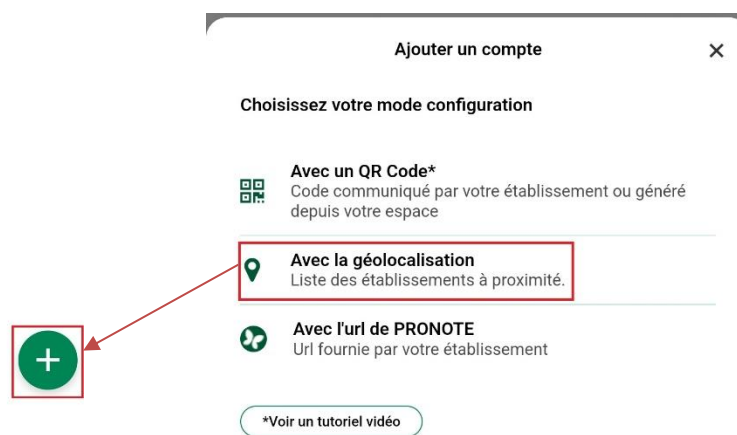 Ajouter un compte
Choisissez votre mode configuration
Avec un QR Code*
Code communiqué par votre établissement ou généré
depuis votre espace
Avec la géolocalisation
Liste des établissements à proximité.
Avec l'url de PRONOTE
Url fournie par votre établissement
*Voir un tutoriel vidéo